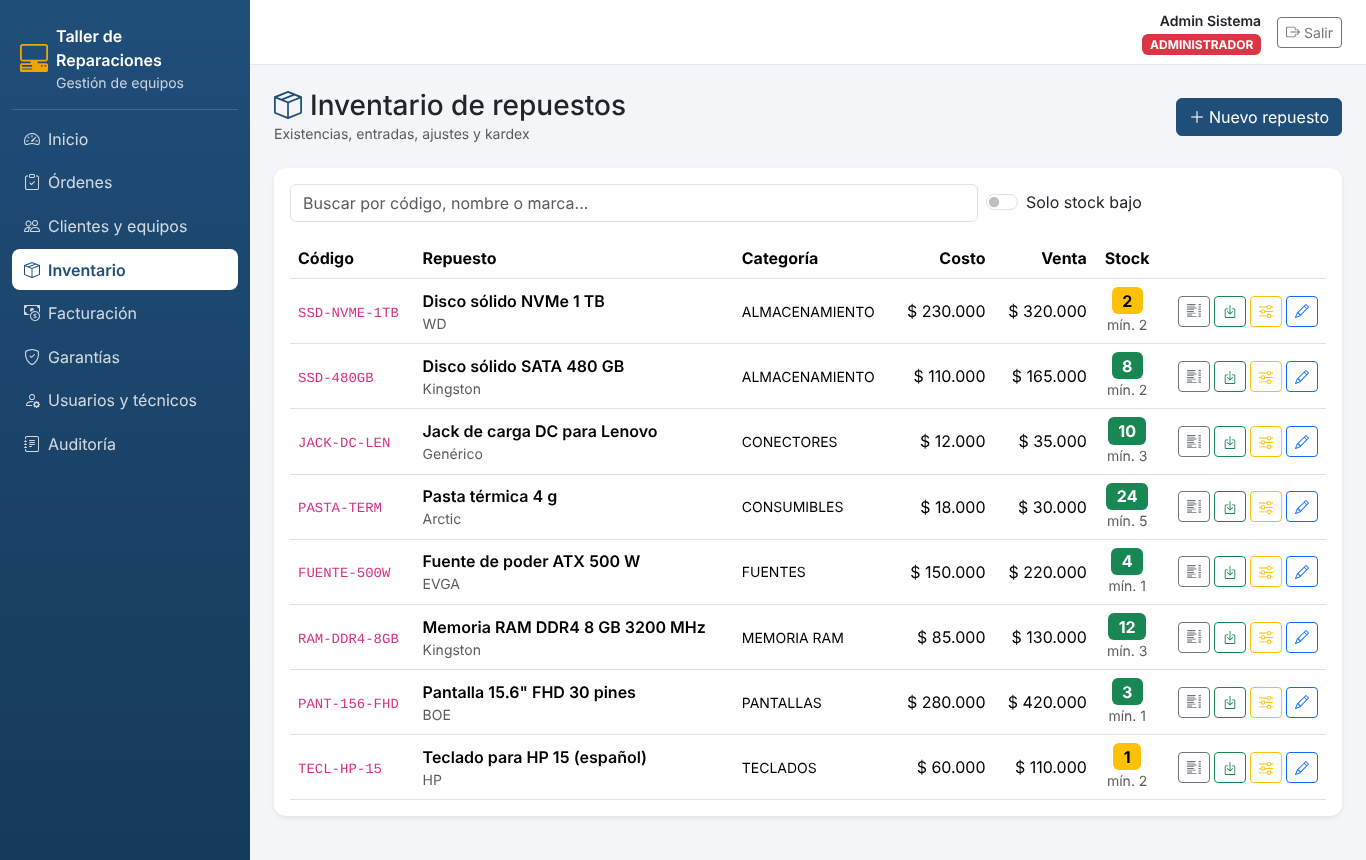 Taller de
Reparaciones
Gestión de equipos
Inicio
Órdenes
Clientes y equipos
Inventario
Facturación
Garantías
Usuarios y técnicos
Auditoría
Admin Sistema
ADMINISTRADOR
Salir
Inventario de repuestos
Existencias, entradas, ajustes y kardex
+ Nuevo repuesto
Buscar por código, nombre o marca...
Solo stock bajo
Código Repuesto Categoría Costo Venta Stock
SSD-NVME-1TB Disco sólido NVMe 1 TB ALMACENAMIENTO $ 230.000 $ 320.000 2
WD mín. 2
SSD-480GB Disco sólido SATA 480 GB ALMACENAMIENTO $ 110.000 $ 165.000 8
Kingston mín. 2
JACK-DC-LEN Jack de carga DC para Lenovo CONECTORES $ 12.000 $ 35.000 10
Genérico mín. 3
PASTA-TERM Pasta térmica 4 g CONSUMIBLES $ 18.000 $ 30.000 24
Arctic mín. 5
FUENTE-500W Fuente de poder ATX 500 W FUENTES $ 150.000 $ 220.000 4
EVGA mín. 1
RAM-DDR4-8GB Memoria RAM DDR4 8 GB 3200 MHz MEMORIA RAM $ 85.000 $ 130.000 12
Kingston mín. 3
PANT-156-FHD Pantalla 15.6" FHD 30 pines PANTALLAS $ 280.000 $ 420.000 3
BOE mín. 1
TECL-HP-15 Teclado para HP 15 (español) TECLADOS $ 60.000 $ 110.000 1
HP mín. 2